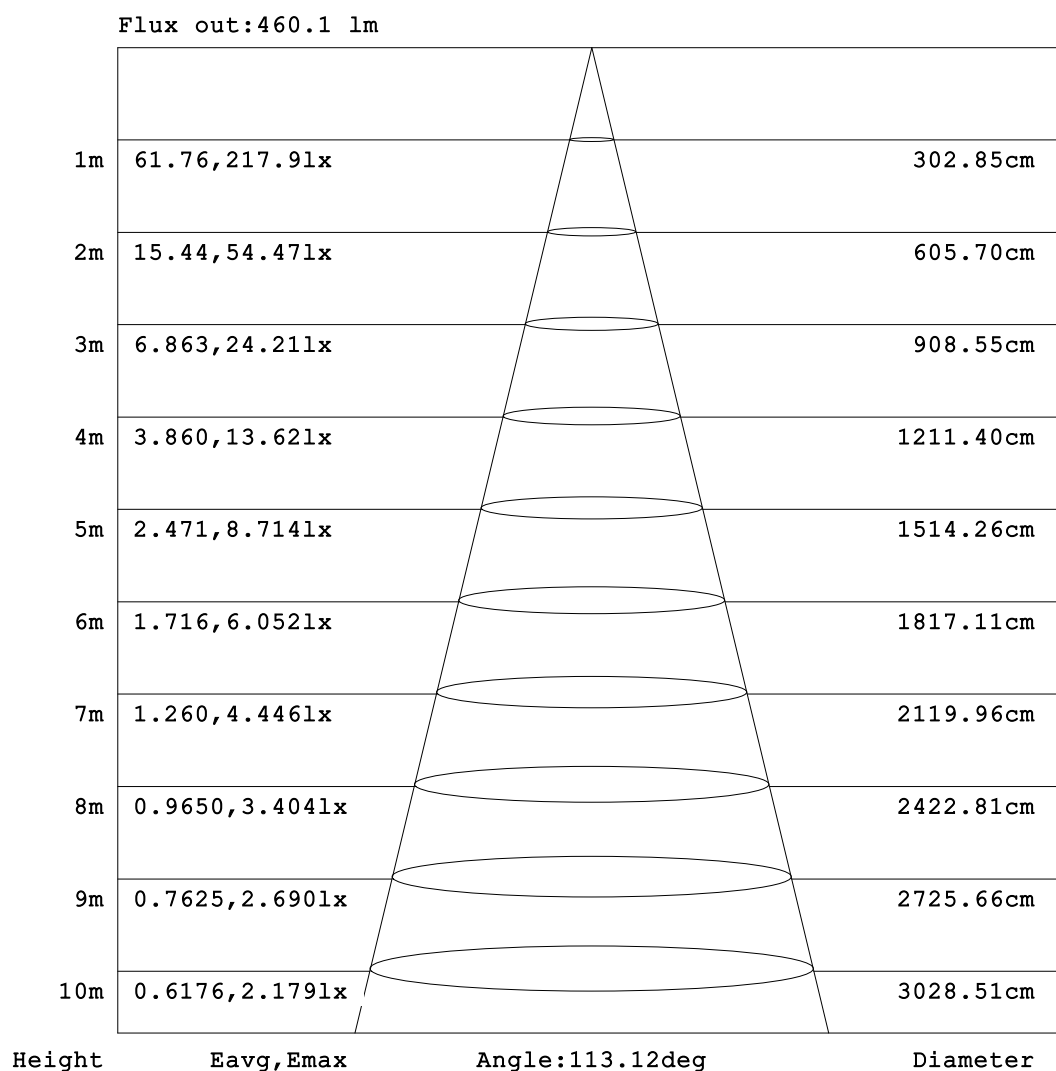 Flux out:460.1 lm
1m 61.76,217.9lx 302.85cm
2m 15.44,54.47lx 605.70cm
3m 6.863,24.21lx 908.55cm
4m 3.860,13.62lx 1211.40cm
5m 2.471,8.714lx 1514.26cm
6m 1.716,6.052lx 1817.11cm
7m 1.260,4.446lx 2119.96cm
8m 0.9650,3.404lx 2422.81cm
9m 0.7625,2.690lx 2725.66cm
10m 0.6176,2.179lx 3028.51cm
Height Eavg,Emax Angle:113.12deg Diameter